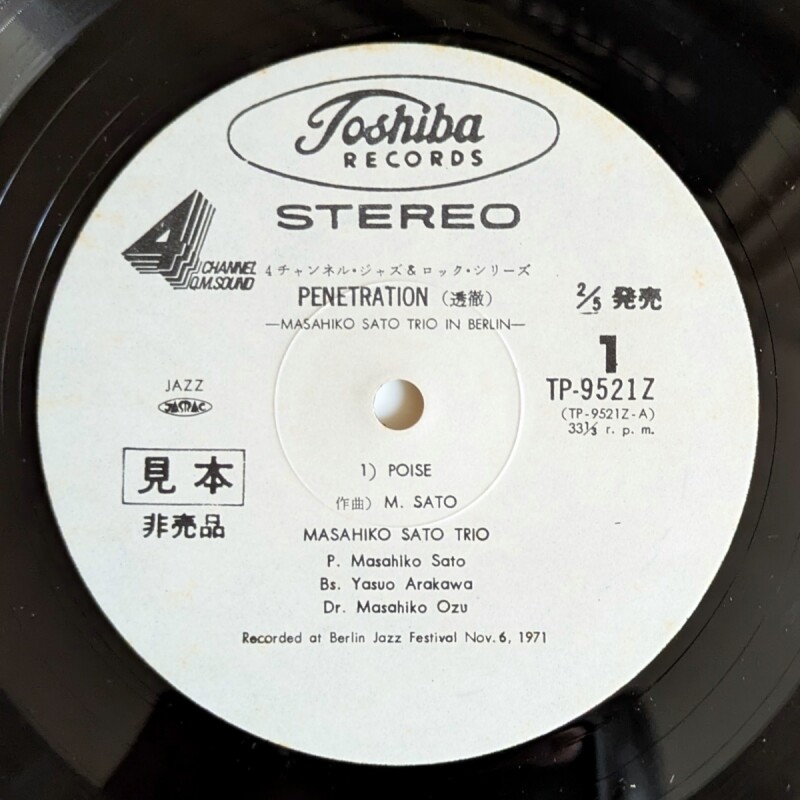 Toshiba
RECORDS
STEREO
4
CHANNEL
Q.M.SOUND
4チャンネル・ジャズ&ロック・シリーズ
PENETRATION (透徹)
—MASAHIKO SATO TRIO IN BERLIN—
2/5 発売
1
TP-9521Z
(TP-9521Z-A)
33⅓ r. p. m.
JAZZ
JASRAC
見本
非売品
1) POISE
作曲) M. SATO
MASAHIKO SATO TRIO
P. Masahiko Sato
Bs. Yasuo Arakawa
Dr. Masahiko Ozu
Recorded at Berlin Jazz Festival Nov. 6, 1971